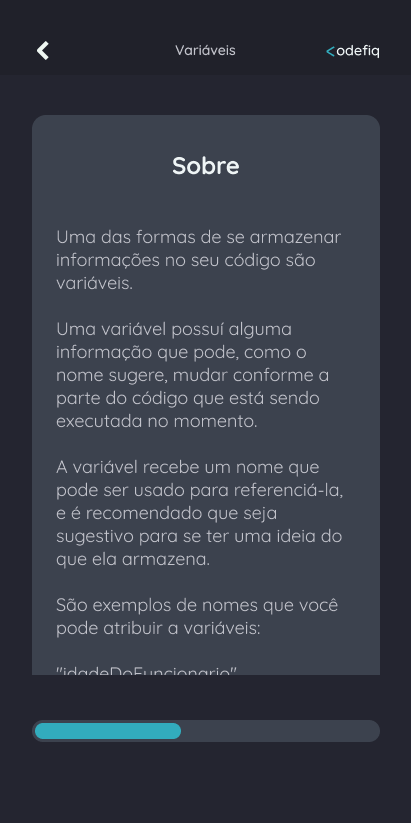 Variáveis
<odefiq
Sobre
Uma das formas de se armazenar
informações no seu código são
variáveis.
Uma variável possuí alguma
informação que pode, como o
nome sugere, mudar conforme a
parte do código que está sendo
executada no momento.
A variável recebe um nome que
pode ser usado para referenciá-la,
e é recomendado que seja
sugestivo para se ter uma ideia do
que ela armazena.
São exemplos de nomes que você
pode atribuir a variáveis:
"idadeDoFuncionario"